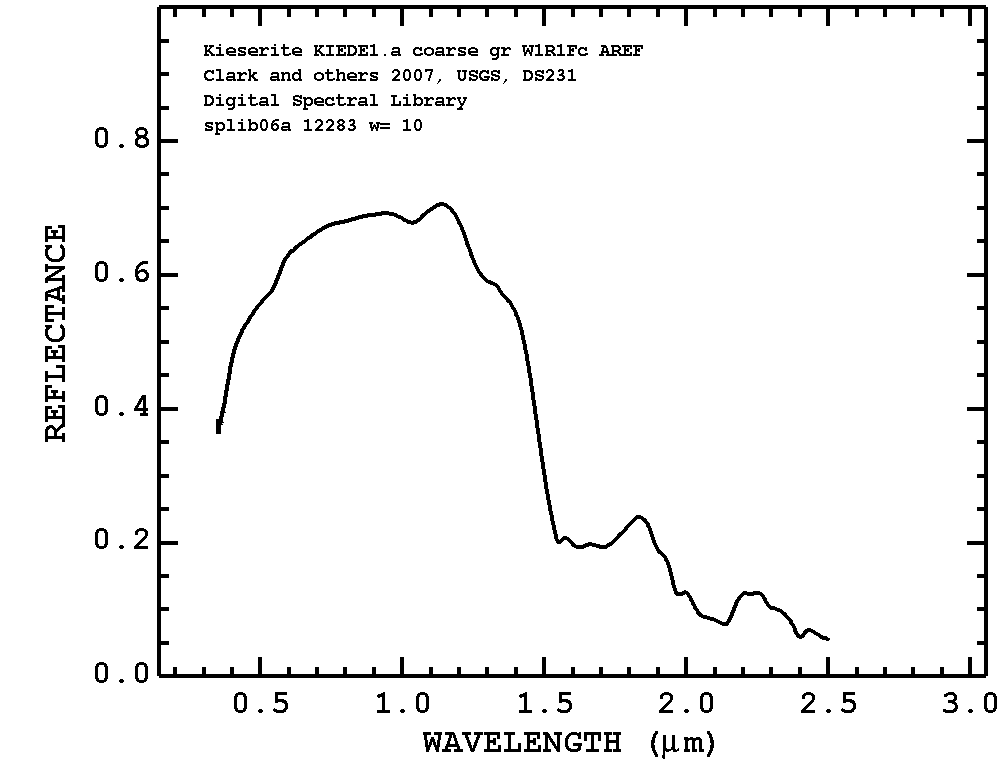 Kieserite KIEDE1.a coarse gr W1R1Fc AREF
Clark and others 2007, USGS, DS231
Digital Spectral Library
splib06a 12283 w= 10
REFLECTANCE
0.8
0.6
0.4
0.2
0.0
0.5 1.0 1.5 2.0 2.5 3.0
WAVELENGTH (μm)